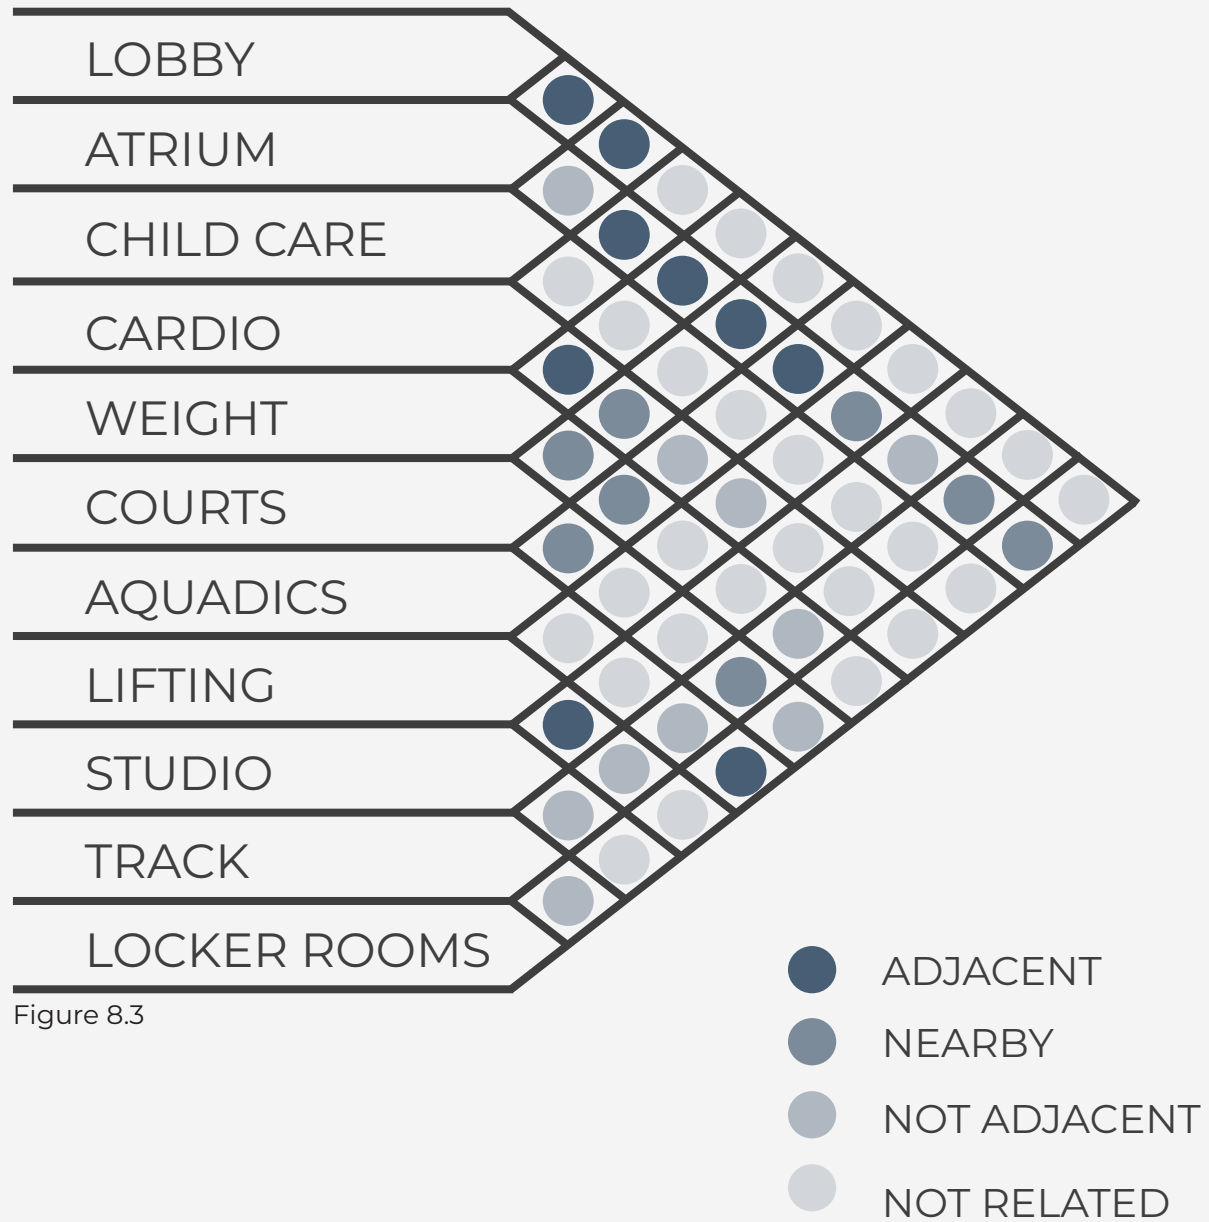 LOBBY
ATRIUM
CHILD CARE
CARDIO
WEIGHT
COURTS
AQUADICS
LIFTING
STUDIO
TRACK
LOCKER ROOMS
Figure 8.3
ADJACENT
NEARBY
NOT ADJACENT
NOT RELATED